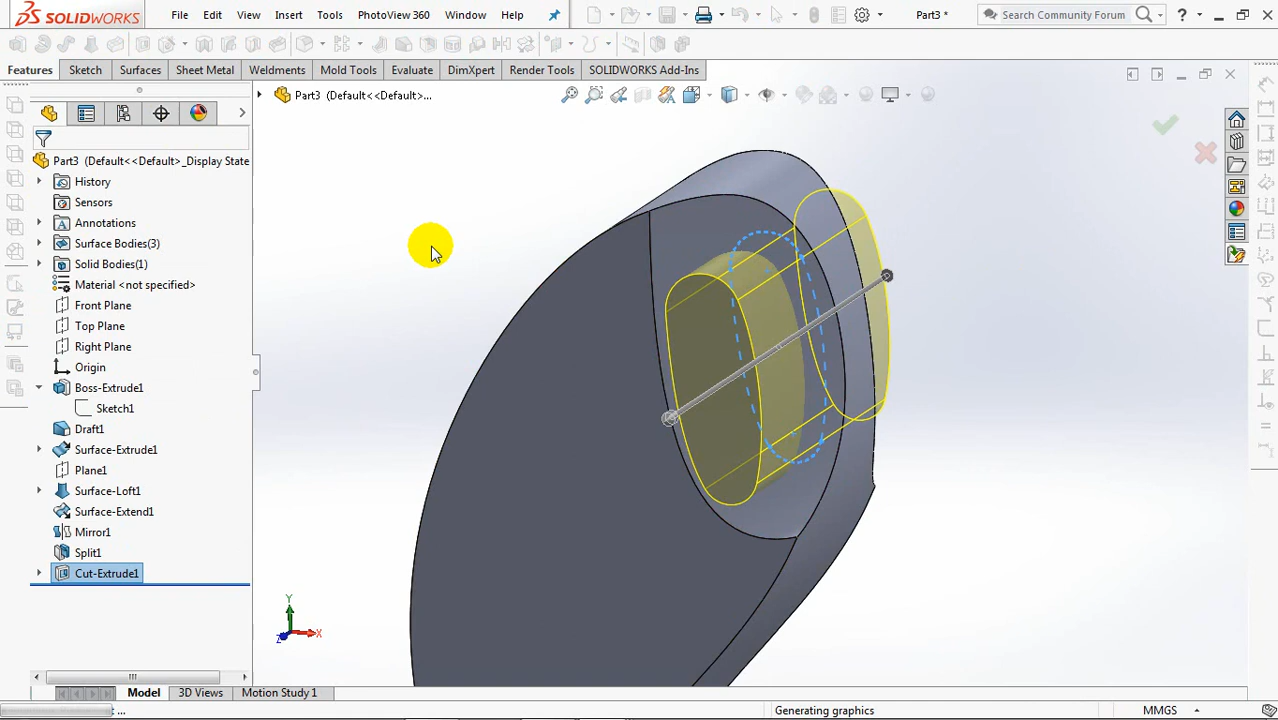 SOLIDWORKS File Edit View Insert Tools PhotoView 360 Window Help Part3 * Search Community Forum ?
Features Sketch Surfaces Sheet Metal Weldments Mold Tools Evaluate DimXpert Render Tools SOLIDWORKS Add-Ins
Part3 (Default<<Default>...
Part3 (Default<<Default>_Display State
History
Sensors
Annotations
Surface Bodies(3)
Solid Bodies(1)
Material <not specified>
Front Plane
Top Plane
Right Plane
Origin
Boss-Extrude1
Sketch1
Draft1
Surface-Extrude1
Plane1
Surface-Loft1
Surface-Extend1
Mirror1
Split1
Cut-Extrude1
Y
Z X
Model 3D Views Motion Study 1
... Generating graphics MMGS